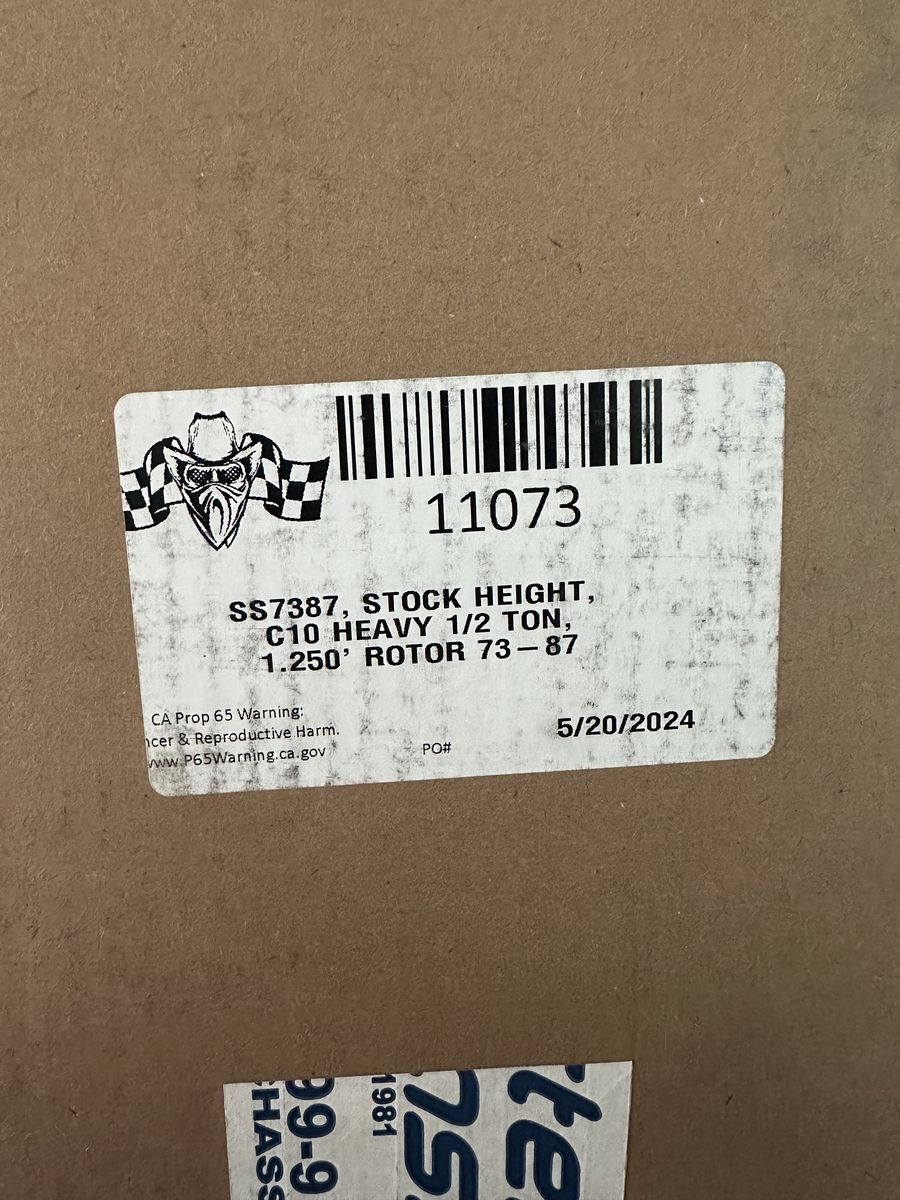 11073
SS7387, STOCK HEIGHT,
C10 HEAVY 1/2 TON,
1.250' ROTOR 73 – 87
CA Prop 65 Warning:
ncer & Reproductive Harm.
www.P65Warning.ca.gov
PO#
5/20/2024
1981